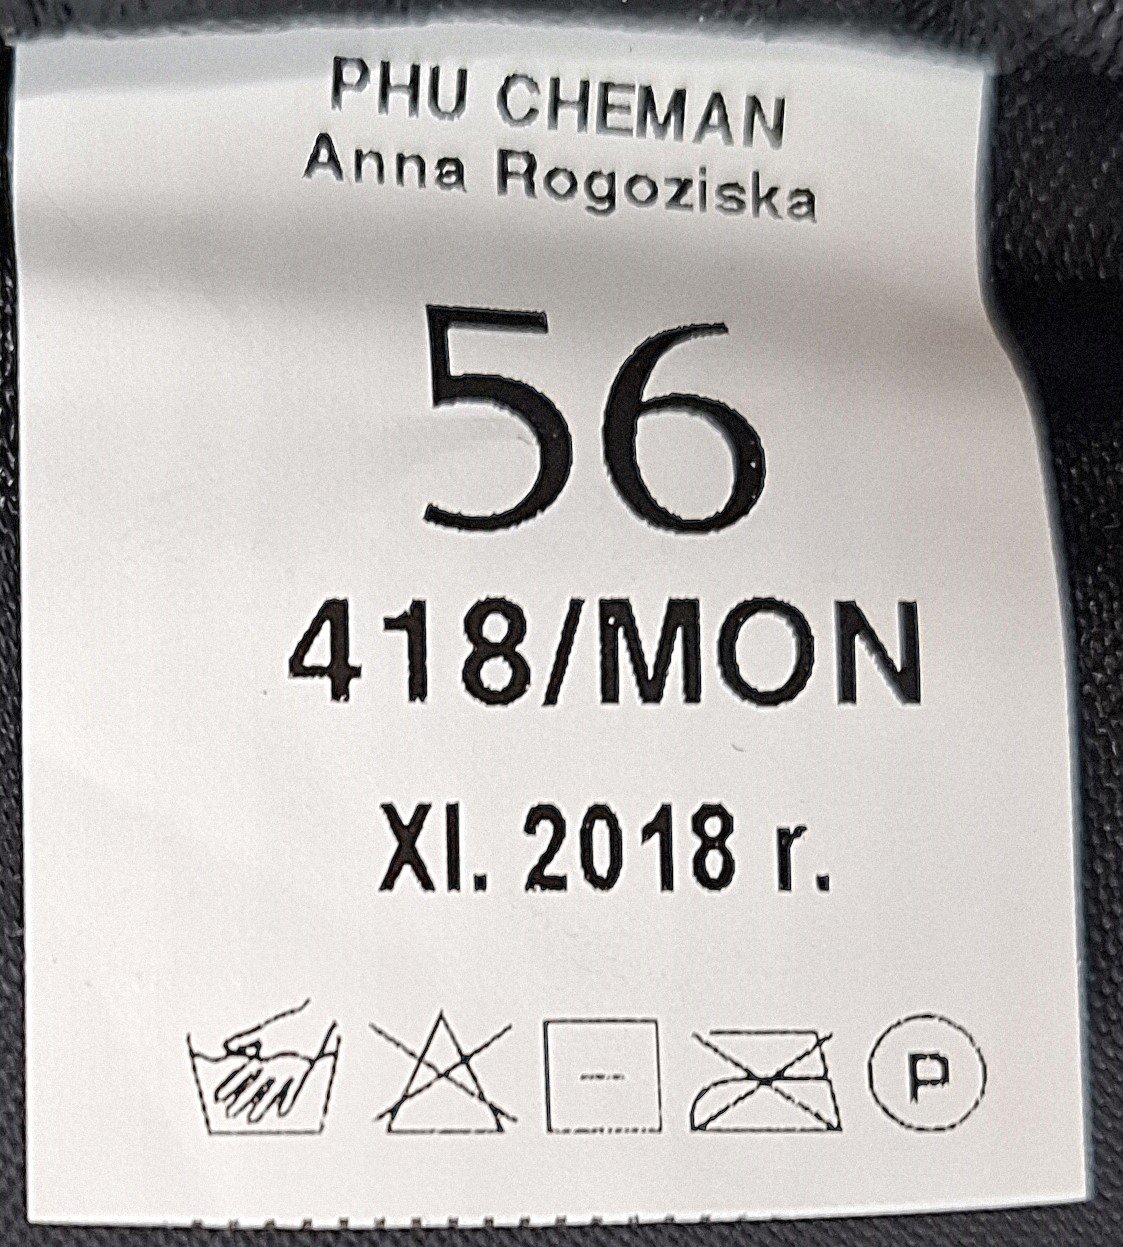 PHU CHEMAN
Anna Rogoziska
56
418/MON
XI. 2018 r.
P